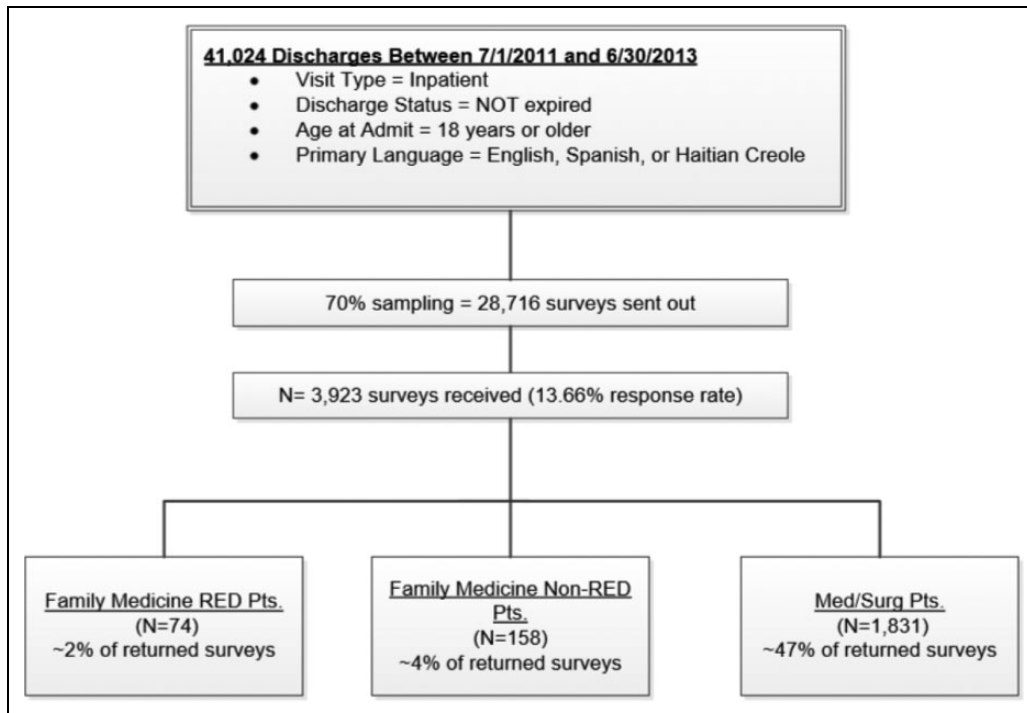 41,024 Discharges Between 7/1/2011 and 6/30/2013
• Visit Type = Inpatient
• Discharge Status = NOT expired
• Age at Admit = 18 years or older
• Primary Language = English, Spanish, or Haitian Creole
70% sampling = 28,716 surveys sent out
N= 3,923 surveys received (13.66% response rate)
Family Medicine RED Pts.
(N=74)
~2% of returned surveys
Family Medicine Non-RED
Pts.
(N=158)
~4% of returned surveys
Med/Surg Pts.
(N=1,831)
~47% of returned surveys